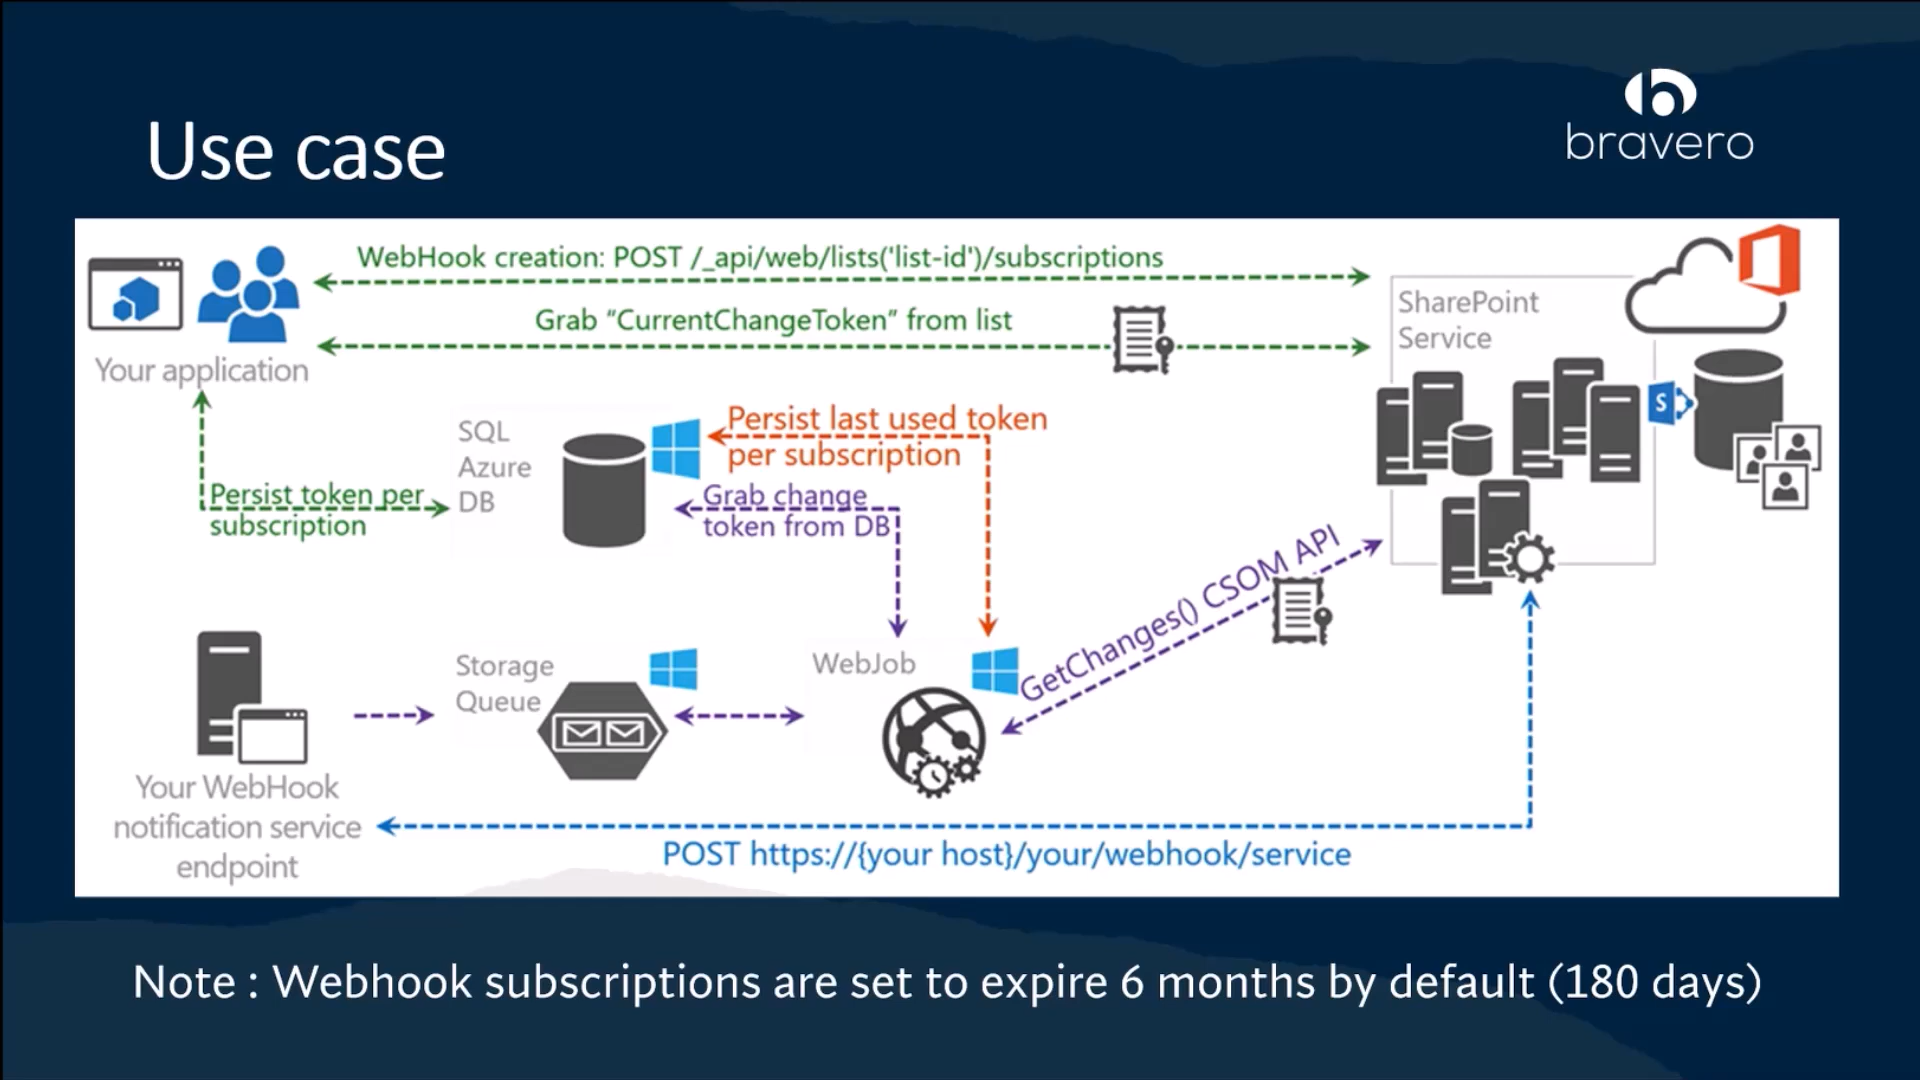 bravero
Use case
WebHook creation: POST /_api/web/lists('list-id')/subscriptions
Grab “CurrentChangeToken” from list
SharePoint
Service
Your application
SQL
Azure
DB
Persist last used token
per subscription
S
Persist token per
subscription
Grab change
token from DB
GetChanges() CSOM API
Storage
Queue
WebJob
Your WebHook
notification service
endpoint
POST https://{your host}/your/webhook/service
Note : Webhook subscriptions are set to expire 6 months by default (180 days)